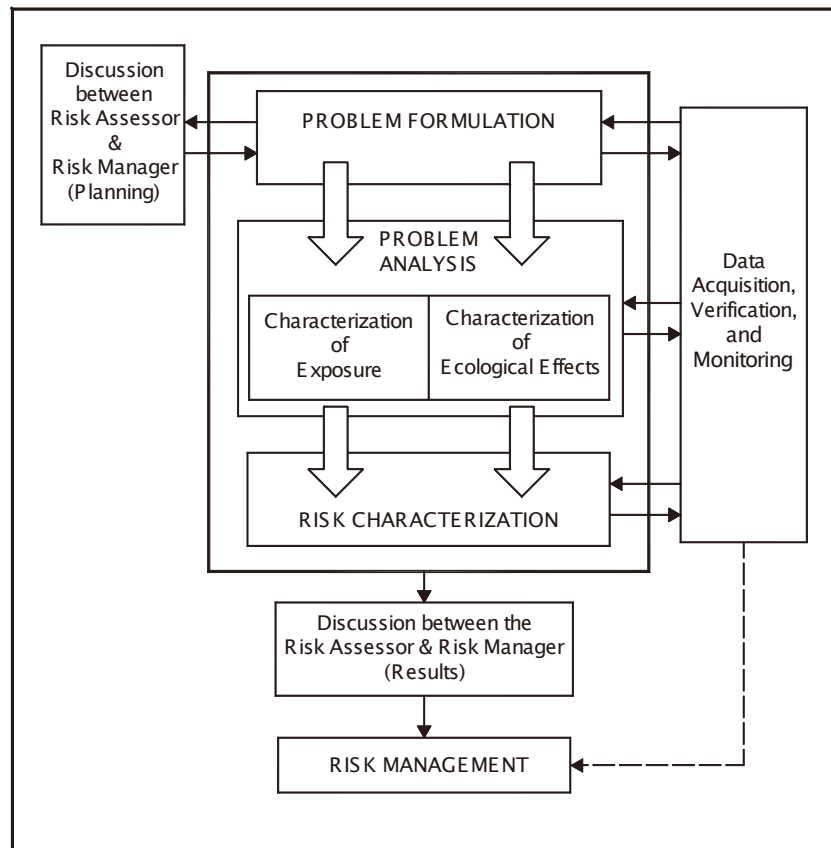 Discussion
between
Risk Assessor
&
Risk Manager
(Planning)
PROBLEM FORMULATION
PROBLEM
ANALYSIS
Characterization
of
Exposure
Characterization
of
Ecological Effects
RISK CHARACTERIZATION
Data
Acquisition,
Verification,
and
Monitoring
Discussion between the
Risk Assessor & Risk Manager
(Results)
RISK MANAGEMENT